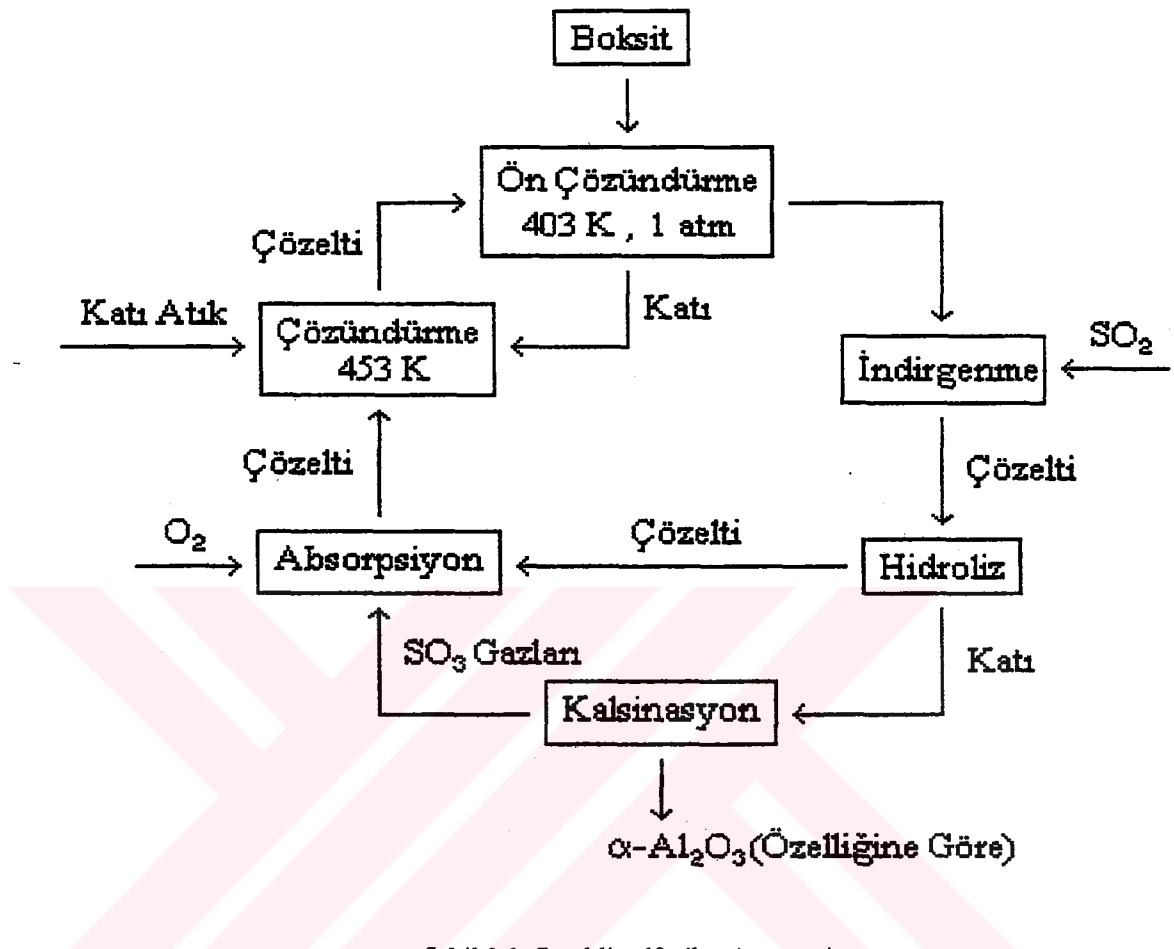 Boksit
Ön Çözündürme
403 K , 1 atm
Çözelti
Katı
Katı Atık
Çözündürme
453 K
SO₂
İndirgenme
Çözelti
Çözelti
O₂
Absorpsiyon
Çözelti
Hidroliz
SO₃ Gazları
Katı
Kalsinasyon
α-Al₂O₃(Özelliğine Göre)